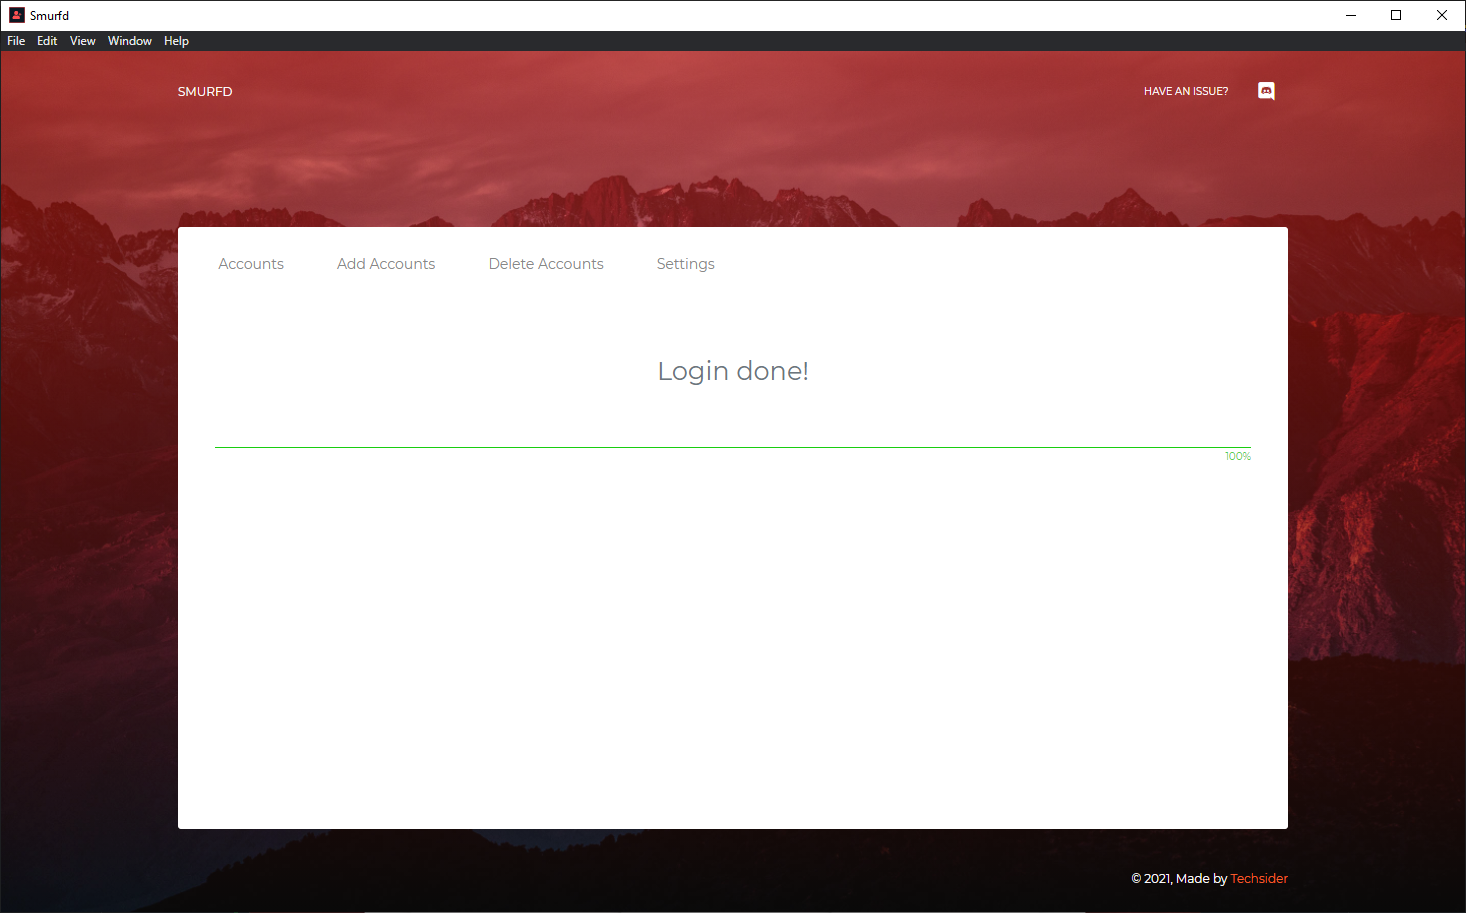 Smurfd
File Edit View Window Help
SMURFD
HAVE AN ISSUE?
Accounts Add Accounts Delete Accounts Settings
Login done!
100%
© 2021, Made by Techsider